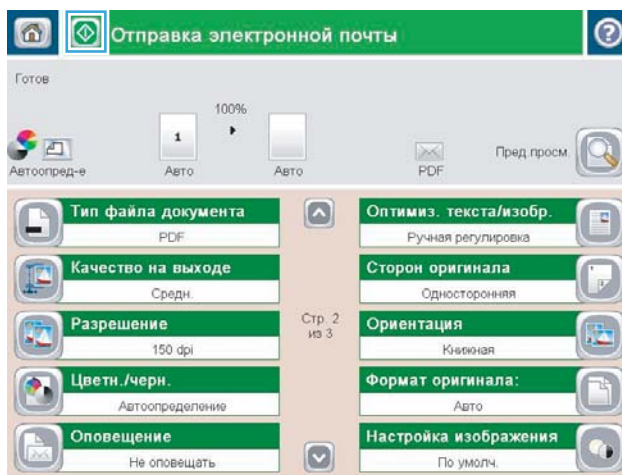 Отправка электронной почты
?
Готов
100%
1
Автоопред-е
Авто
Авто
PDF
Пред.просм.
Тип файла документа
PDF
Качество на выходе
Средн.
Разрешение
150 dpi
Цветн./черн.
Автоопределение
Оповещение
Не оповещать
Стр. 2
из 3
Оптимиз. текста/изобр.
Ручная регулировка
Сторон оригинала
Односторонняя
Ориентация
Книжная
Формат оригинала:
Авто
Настройка изображения
По умолч.